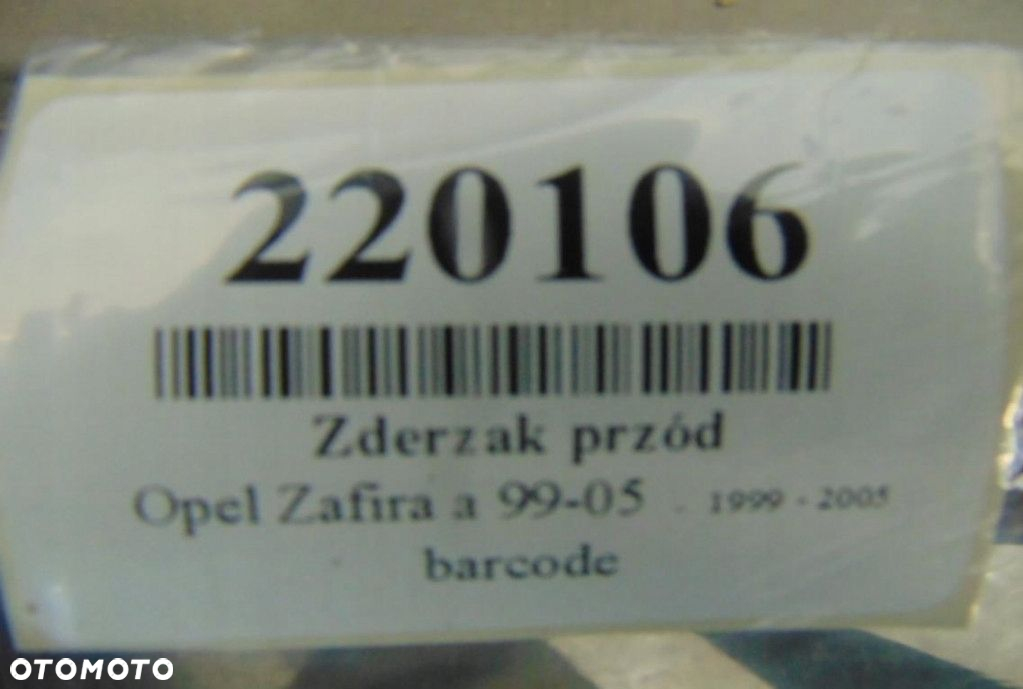 220106
Zderzak przód
Opel Zafira a 99-05 - 1999 - 2005
barcode
OTOMOTO